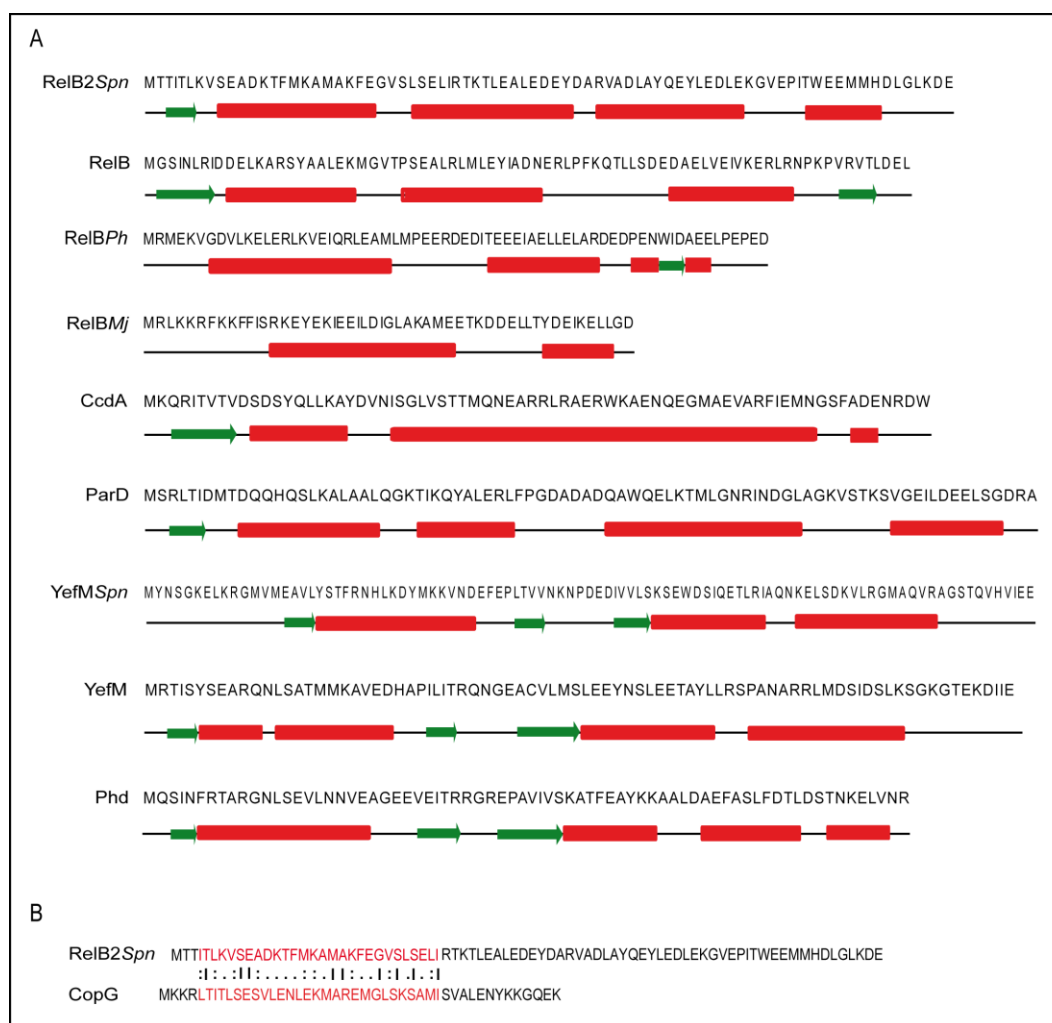 A
RelB2Spn MTTITLKVSEADKTFMKAMAKFEGVSLSELIRTKTLEALEDEYDARVADLAYQEYLEDLEKGVEPITWEEMMHDLGLKDE
RelB MGSINLRIDDELKARSYAALEKMGVTPSEALRLMLEYIADNERLPFKQTLLSDEDAELVEIVKERLRNPKPVRVTLDEL
RelBPh MRMEKVGDVLKELERLKVEIQRLEAMLMPEERDEDITEEEIAELLELARDEDPENWIDAEELPEPED
RelBMj MRLKKRFKKFFISRKEYEKIEEILDIGLAKAMEETKDDELLTYDEIKELLGD
CcdA MKQRITVTVDSDSYQLLKAYDVNISGLVSTTMQNEARRLRAERWKAENQEGMAEVARFIEMNGSFADENRDW
ParD MSRLTIDMTDQQHQSLKALAALQGKTIKQYALERLFPGDADADQAWQELKTMLGNRINDGLAGKVSTKSVGEILDEELSGDRA
YefMSpn MYNSGKELKRGMVMEAVLYSTFRNHLKDYMKKVNDEFEPLTVVNKNPDEDIVVLSKSEWDSIQETLRIAQNKELSDKVLRGMAQVRAGSTQVHVIEE
YefM MRTISYSEARQNLSATMMKAVEDHAPILITRQNGEACVLMSLEEYNSLEETAYLLRSPANARRLMDSIDSLKSGKGTEKDIIE
Phd MQSINFRTARGNLSEVLNNVEAGEEVEITRRGREPAVIVSKATFEAYKKAALDAEFASLFDTLDSTNKELVNR
B
RelB2Spn MTTITLKVSEADKTFMKAMAKFEGVSLSELIRTKTLEALEDEYDARVADLAYQEYLEDLEKGVEPITWEEMMHDLGLKDE
CopG MKKRLTITLSESVLENLEKMAREMGLSKSAMISVALENYKKGQEK